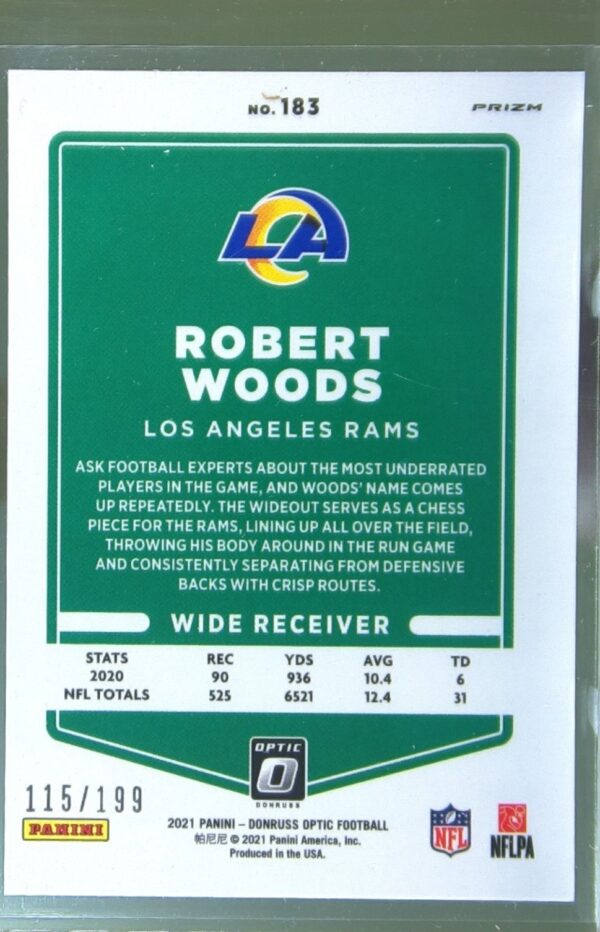 NO. 183
PRIZM
LA
ROBERT
WOODS
LOS ANGELES RAMS
ASK FOOTBALL EXPERTS ABOUT THE MOST UNDERRATED
PLAYERS IN THE GAME, AND WOODS' NAME COMES
UP REPEATEDLY. THE WIDEOUT SERVES AS A CHESS
PIECE FOR THE RAMS, LINING UP ALL OVER THE FIELD,
THROWING HIS BODY AROUND IN THE RUN GAME
AND CONSISTENTLY SEPARATING FROM DEFENSIVE
BACKS WITH CRISP ROUTES.
WIDE RECEIVER
STATS REC YDS AVG TD
2020 90 936 10.4 6
NFL TOTALS 525 6521 12.4 31
OPTIC
O
DONRUSS
115/199
PANINI
2021 PANINI – DONRUSS OPTIC FOOTBALL
帕尼尼 © 2021 Panini America, Inc.
Produced in the USA.
NFL
NFLPA